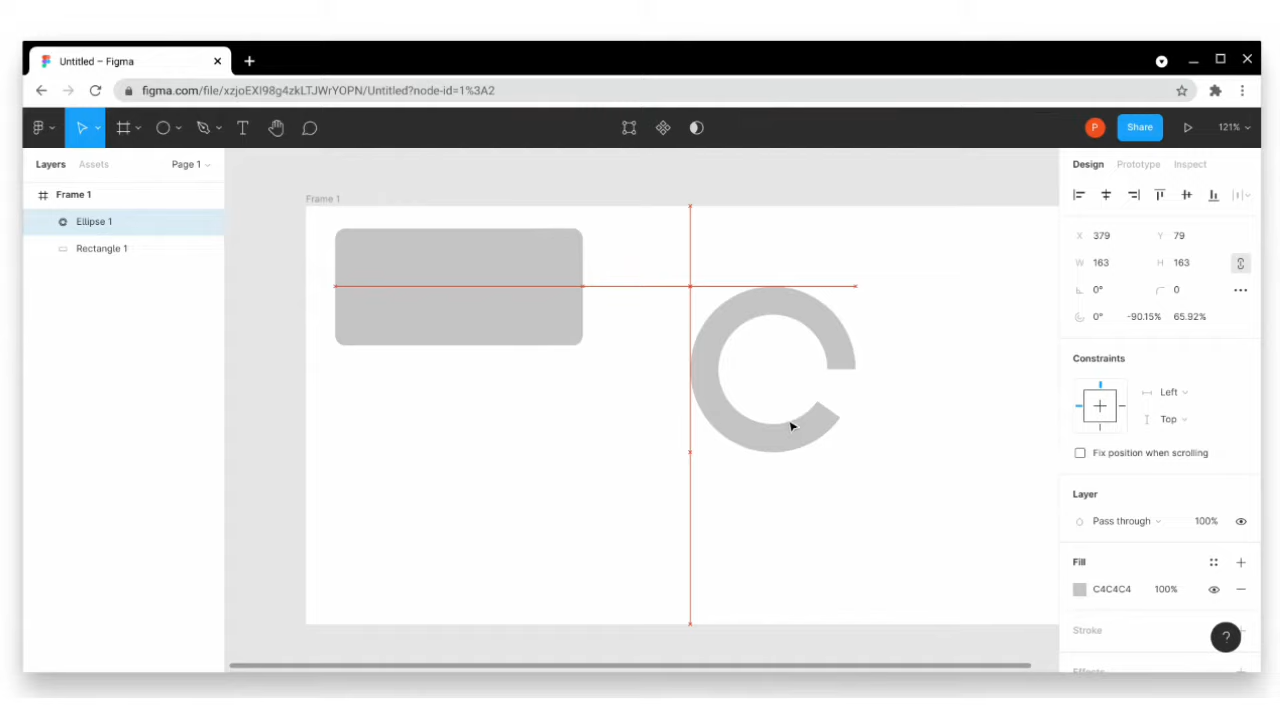 Untitled – Figma
figma.com/file/xzjoEXI98g4zkLTJWrYOPN/Untitled?node-id=1%3A2
T
P
Share
121%
Layers
Assets
Page 1
Design
Prototype
Inspect
Frame 1
Frame 1
Ellipse 1
Rectangle 1
X 379 Y 79
W 163 H 163
0° 0
0° -90.15% 65.92%
Constraints
Left
Top
Fix position when scrolling
Layer
Pass through 100%
Fill
C4C4C4 100%
Stroke
?
Effects